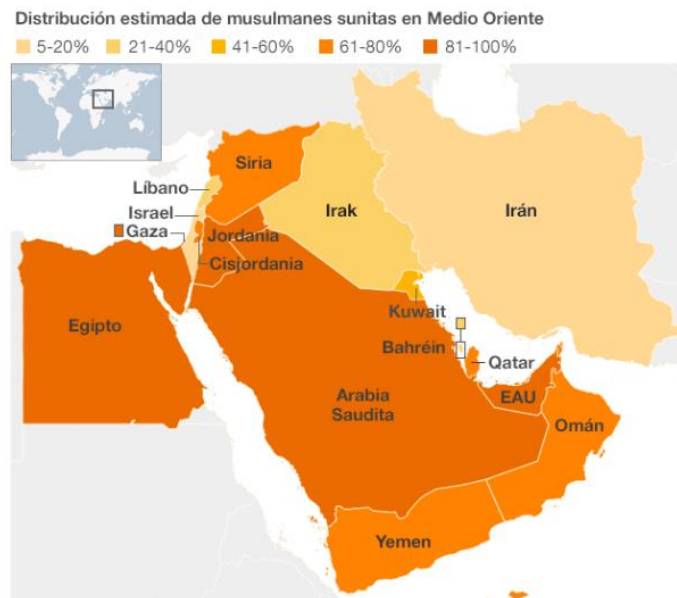 Distribución estimada de musulmanes sunitas en Medio Oriente
5-20% 21-40% 41-60% 61-80% 81-100%
Siria
Líbano
Irak
Irán
Israel
Gaza
Jordania
Cisjordania
Kuwait
Egipto
Bahréin
Qatar
Arabia
Saudita
EAU
Omán
Yemen